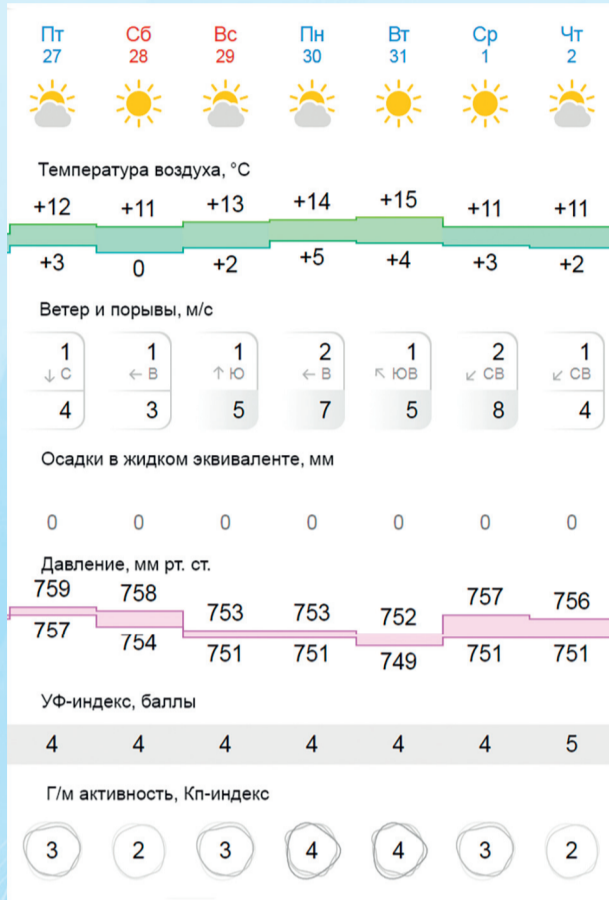 Пт Сб Вс Пн Вт Ср Чт
27 28 29 30 31 1 2
Температура воздуха, °C
+12 +11 +13 +14 +15 +11 +11
+3 0 +2 +5 +4 +3 +2
Ветер и порывы, м/с
1 1 1 2 1 2 1
↓ С ← В ↑ Ю ← В ↖ ЮВ ↙ СВ ↙ СВ
4 3 5 7 5 8 4
Осадки в жидком эквиваленте, мм
0 0 0 0 0 0 0
Давление, мм рт. ст.
759 758 753 753 752 757 756
757 754 751 751 749 751 751
УФ-индекс, баллы
4 4 4 4 4 4 5
Г/м активность, Кп-индекс
3 2 3 4 4 3 2